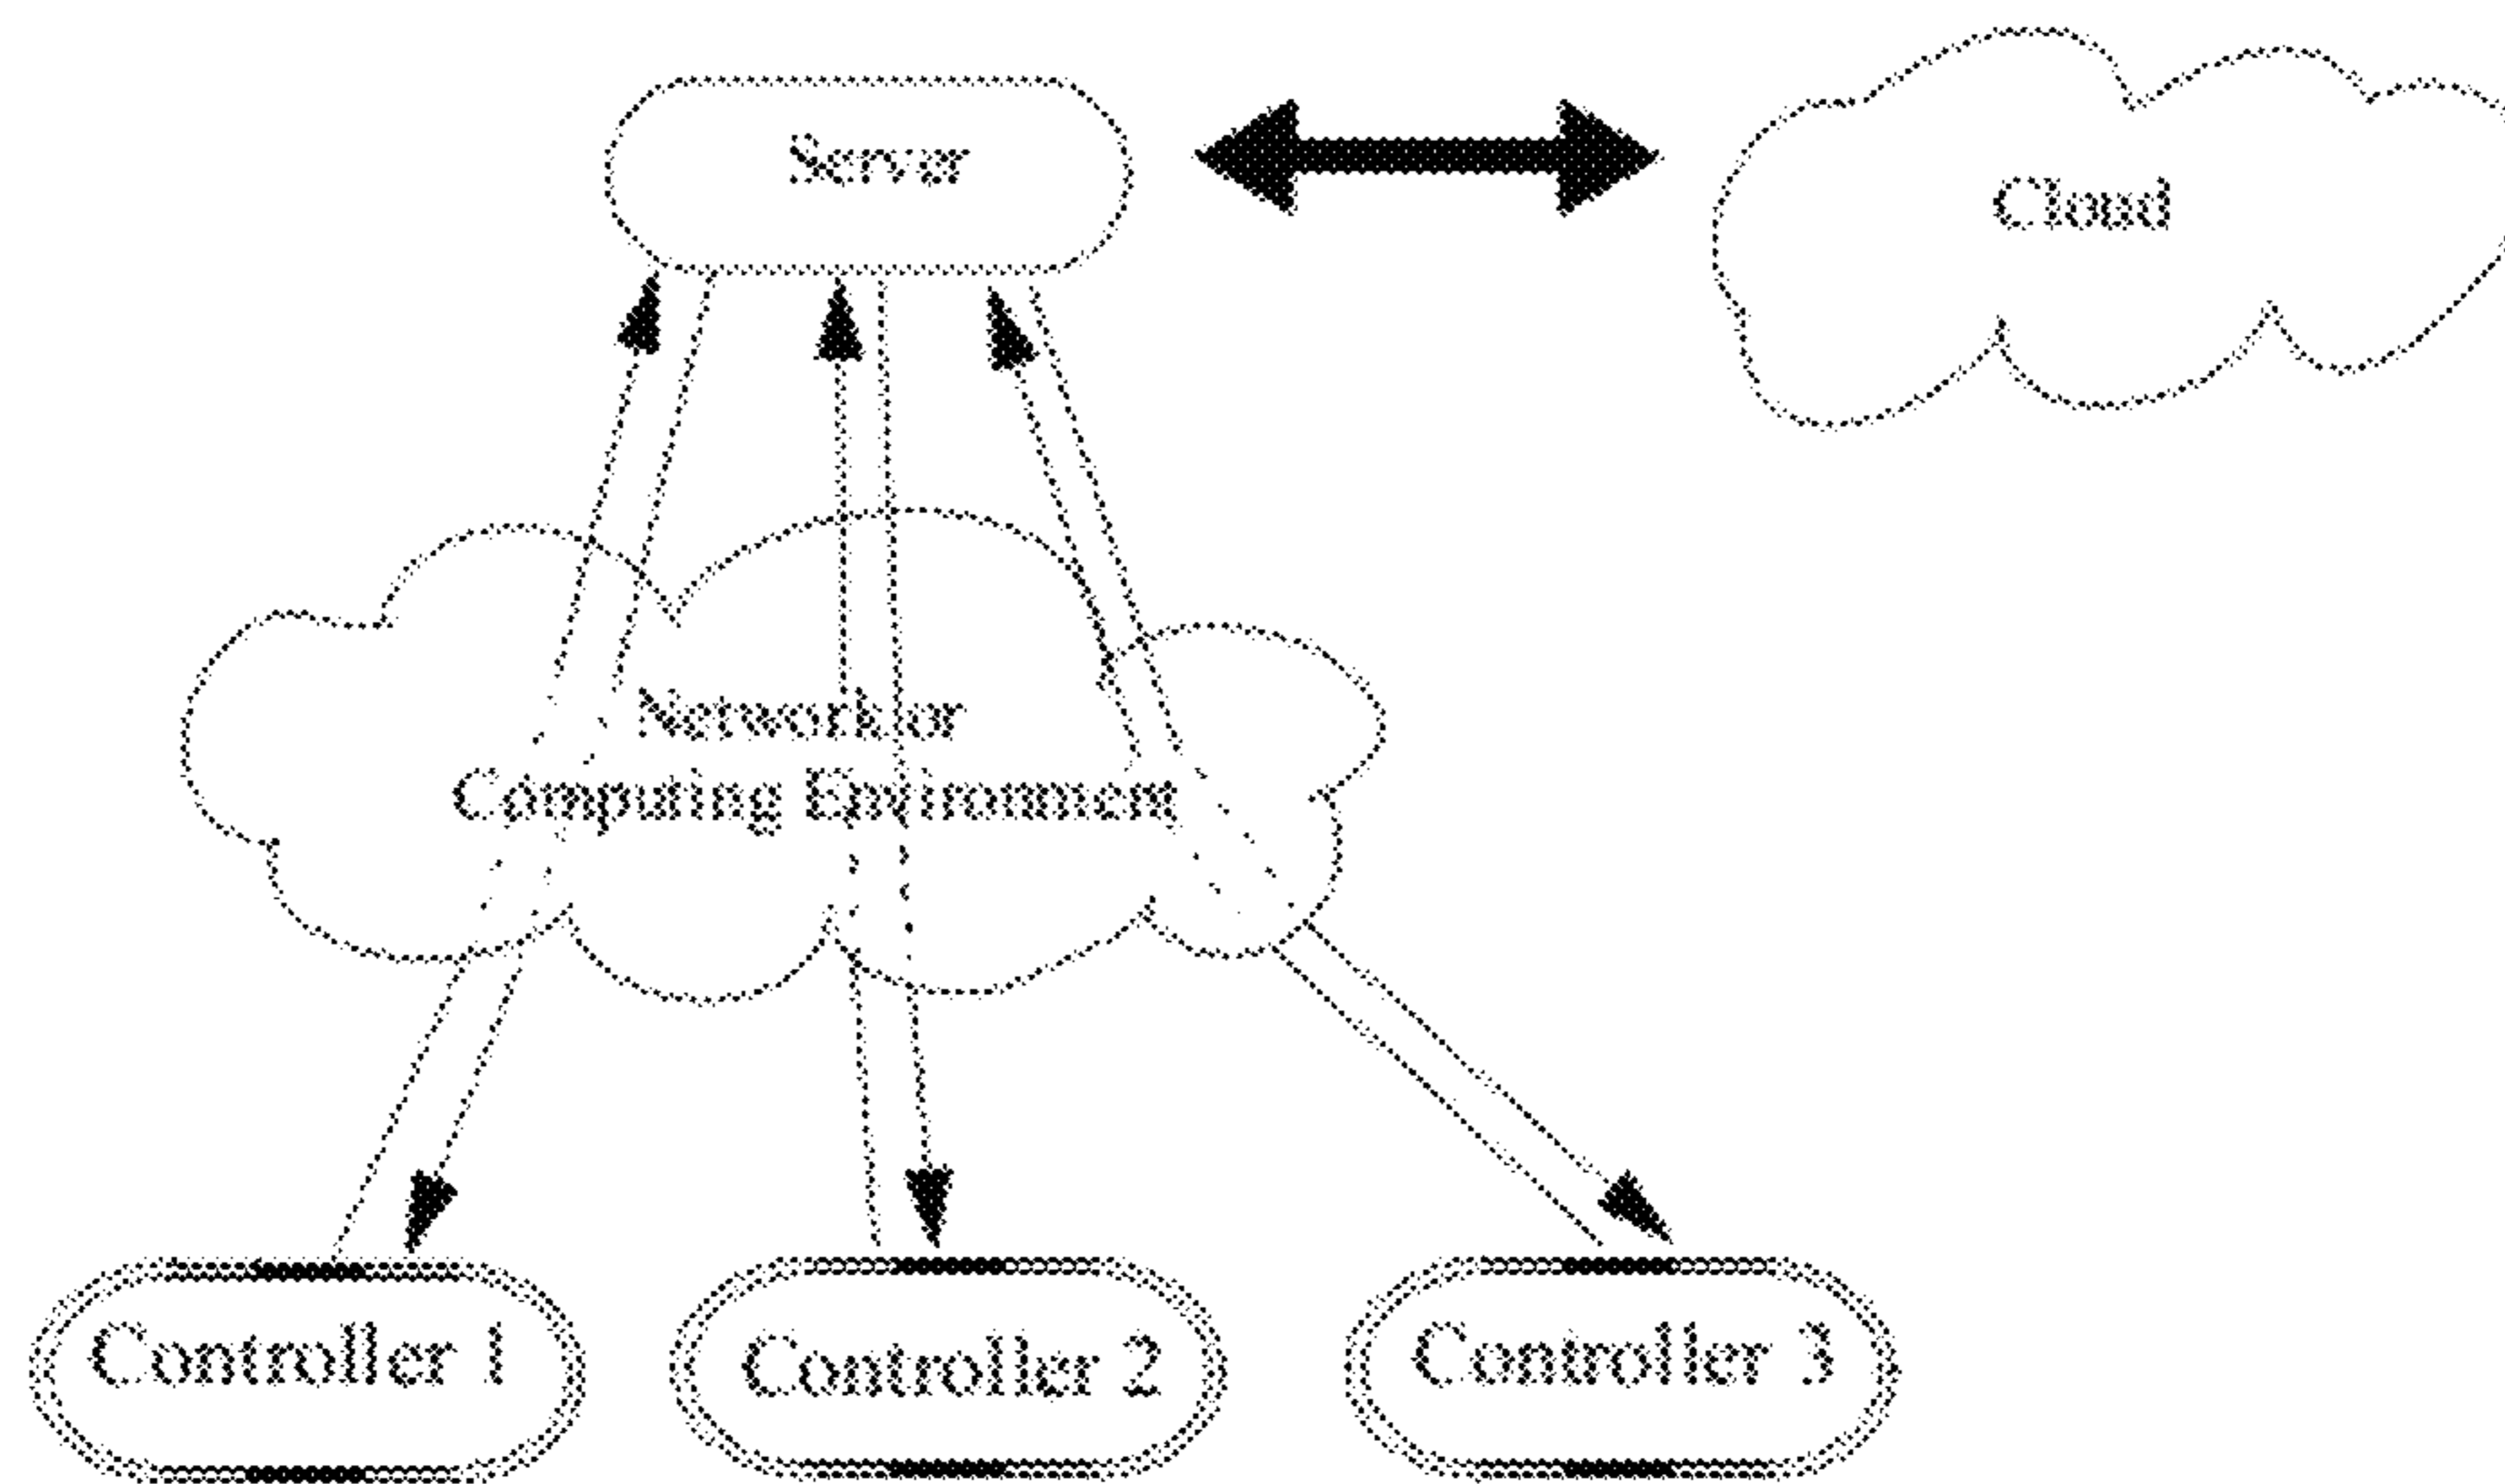 Server
Cloud
Network or
Computing Environment
Controller 1
Controller 2
Controller 3